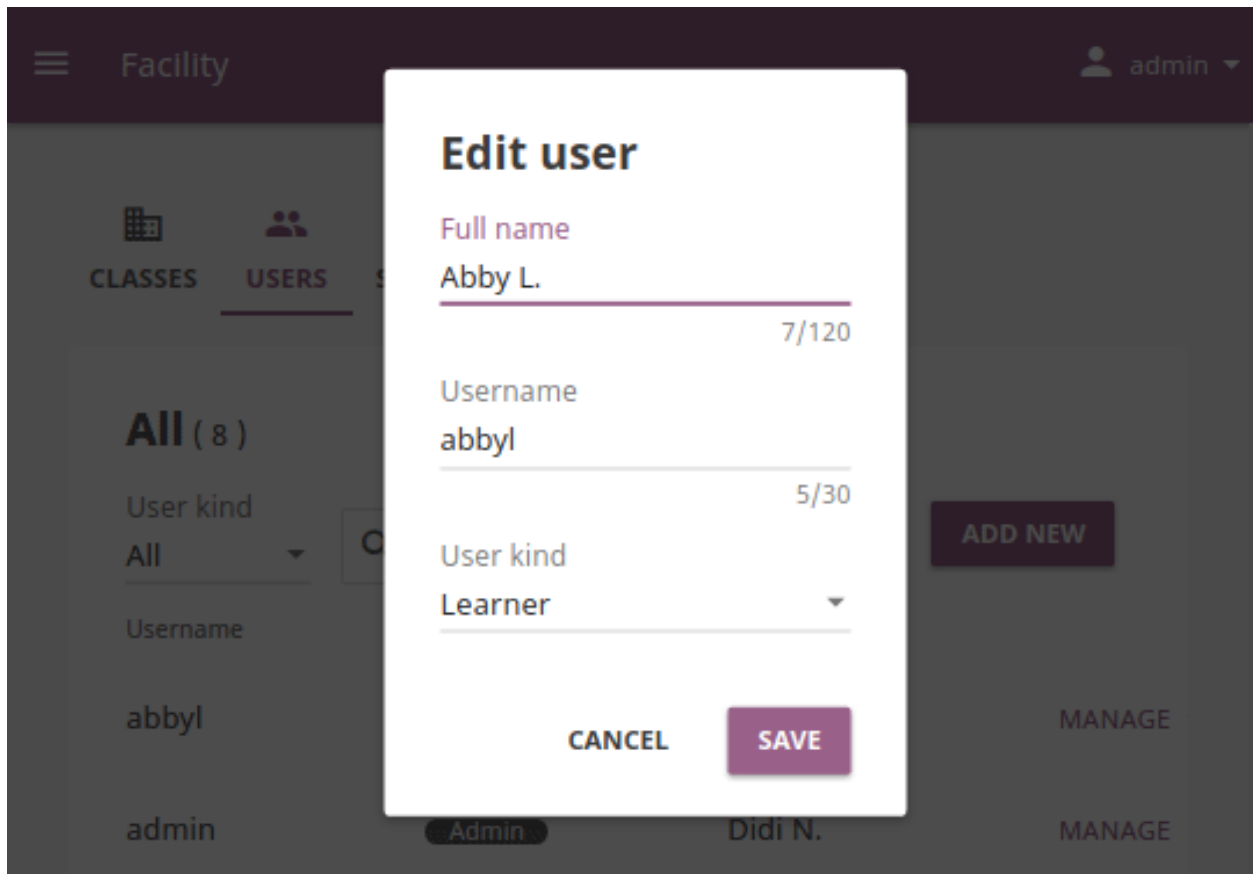 Facility
admin
CLASSES
USERS
All ( 8 )
User kind
All
ADD NEW
Username
abbyl
MANAGE
admin
Admin
Didi N.
MANAGE
Edit user
Full name
Abby L.
7/120
Username
abbyl
5/30
User kind
Learner
CANCEL
SAVE